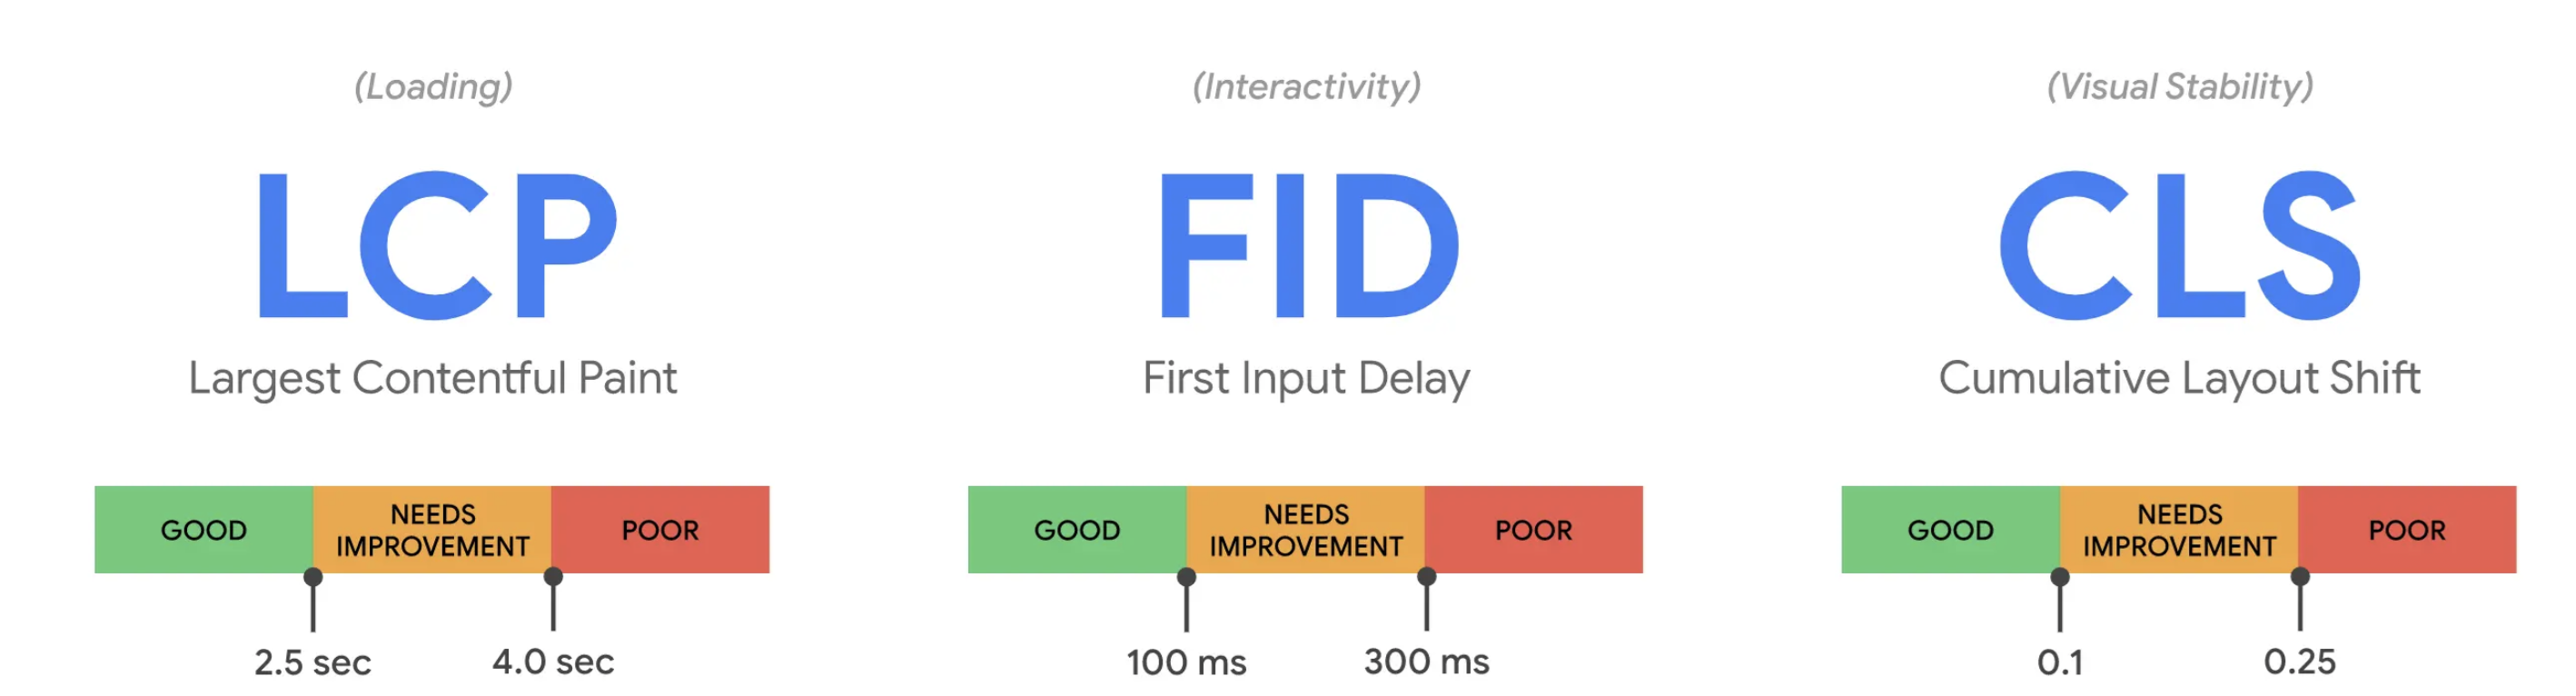 (Loading)
LCP
Largest Contentful Paint
GOOD
NEEDS
IMPROVEMENT
POOR
2.5 sec
4.0 sec
(Interactivity)
FID
First Input Delay
GOOD
NEEDS
IMPROVEMENT
POOR
100 ms
300 ms
(Visual Stability)
CLS
Cumulative Layout Shift
GOOD
NEEDS
IMPROVEMENT
POOR
0.1
0.25